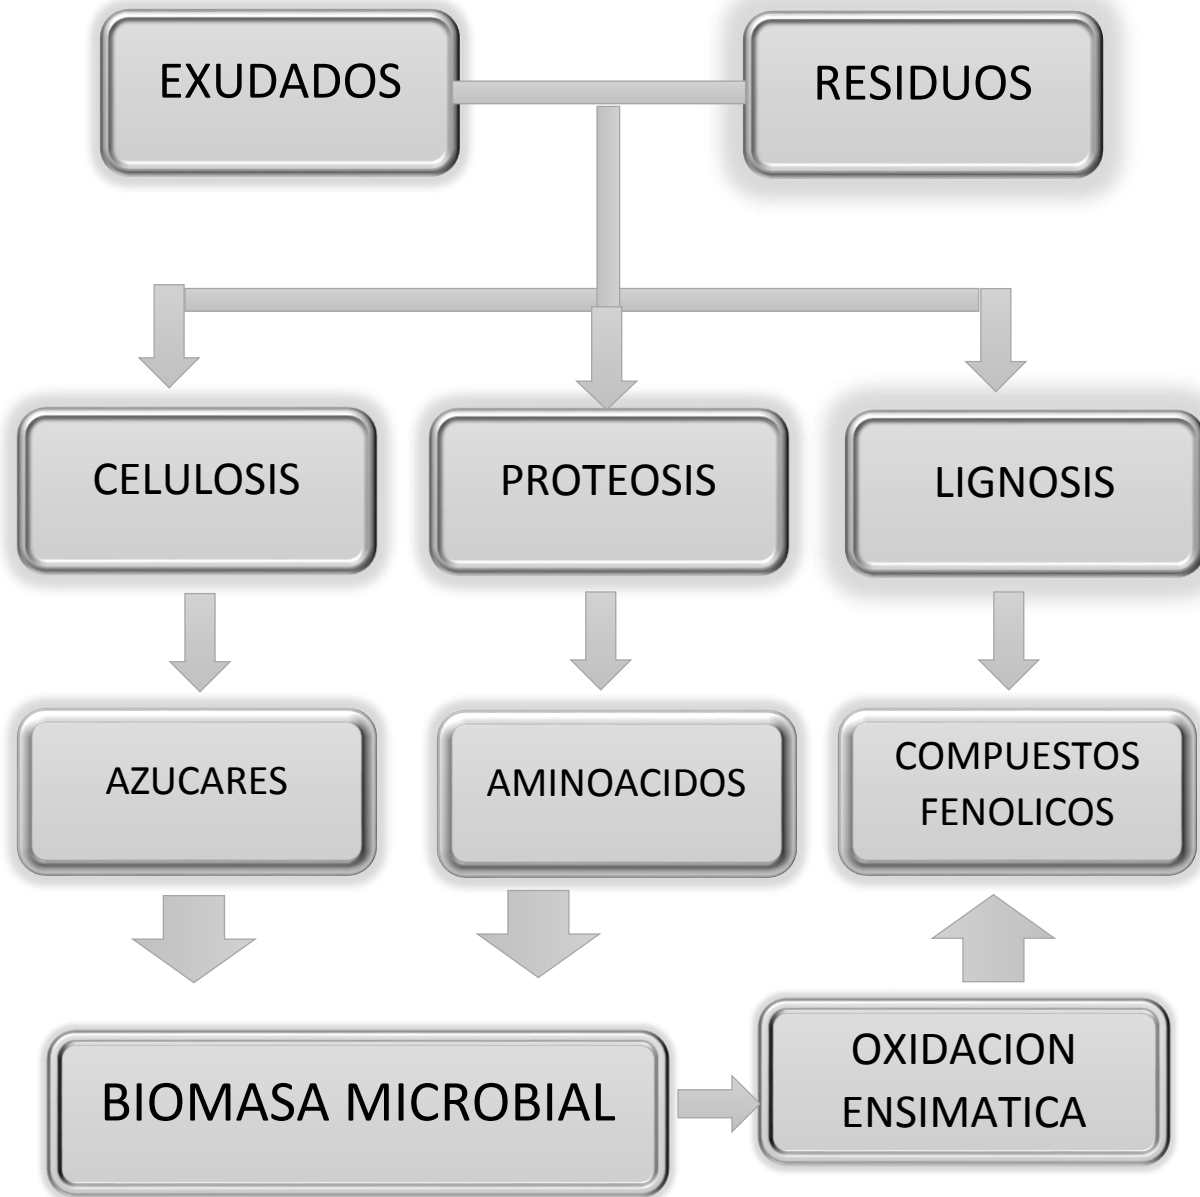 EXUDADOS
RESIDUOS
CELULOSIS
PROTEOSIS
LIGNOSIS
AZUCARES
AMINOACIDOS
COMPUESTOS
FENOLICOS
BIOMASA MICROBIAL
OXIDACION
ENSIMATICA